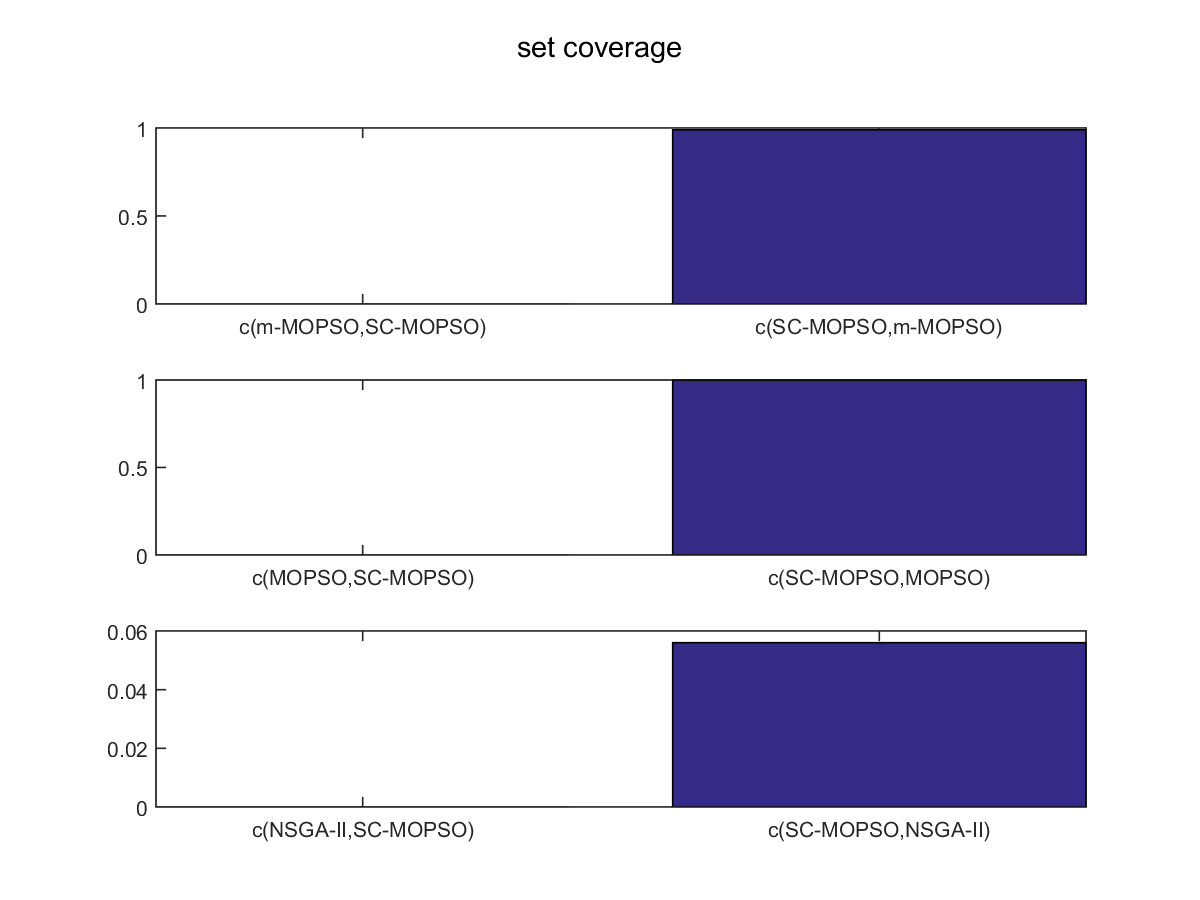 set coverage
1
0.5
0
c(m-MOPSO,SC-MOPSO) c(SC-MOPSO,m-MOPSO)
1
0.5
0
c(MOPSO,SC-MOPSO) c(SC-MOPSO,MOPSO)
0.06
0.04
0.02
0
c(NSGA-II,SC-MOPSO) c(SC-MOPSO,NSGA-II)